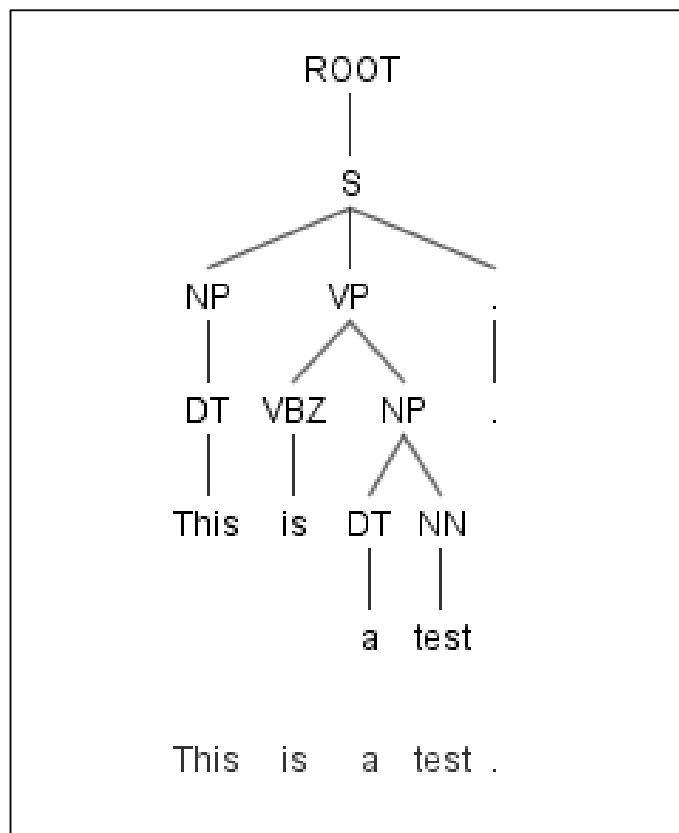 ROOT
S
NP VP .
DT VBZ NP .
This is DT NN
a test
This is a test .